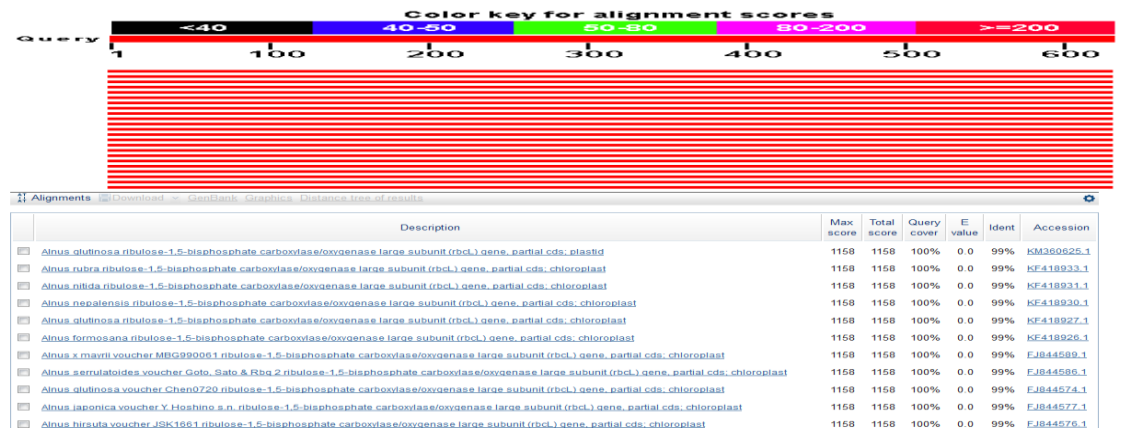 Color key for alignment scores
<40 40-50 50-80 80-200 >=200
Query
1 100 200 300 400 500 600
Alignments Download GenBank Graphics Distance tree of results
Description Max score Total score Query cover E value Ident Accession
Alnus glutinosa ribulose-1,5-bisphosphate carboxylase/oxygenase large subunit (rbcL) gene, partial cds; plastid 1158 1158 100% 0.0 99% KM360625.1
Alnus rubra ribulose-1,5-bisphosphate carboxylase/oxygenase large subunit (rbcL) gene, partial cds; chloroplast 1158 1158 100% 0.0 99% KF418933.1
Alnus nitida ribulose-1,5-bisphosphate carboxylase/oxygenase large subunit (rbcL) gene, partial cds; chloroplast 1158 1158 100% 0.0 99% KF418931.1
Alnus nepalensis ribulose-1,5-bisphosphate carboxylase/oxygenase large subunit (rbcL) gene, partial cds; chloroplast 1158 1158 100% 0.0 99% KF418930.1
Alnus glutinosa ribulose-1,5-bisphosphate carboxylase/oxygenase large subunit (rbcL) gene, partial cds; chloroplast 1158 1158 100% 0.0 99% KF418927.1
Alnus formosana ribulose-1,5-bisphosphate carboxylase/oxygenase large subunit (rbcL) gene, partial cds; chloroplast 1158 1158 100% 0.0 99% KF418926.1
Alnus x mayrii voucher MBG990061 ribulose-1,5-bisphosphate carboxylase/oxygenase large subunit (rbcL) gene, partial cds; chloroplast 1158 1158 100% 0.0 99% FJ844589.1
Alnus serrulatoides voucher Goto, Sato & Rbq 2 ribulose-1,5-bisphosphate carboxylase/oxygenase large subunit (rbcL) gene, partial cds; chloroplast 1158 1158 100% 0.0 99% FJ844586.1
Alnus glutinosa voucher Chen0720 ribulose-1,5-bisphosphate carboxylase/oxygenase large subunit (rbcL) gene, partial cds; chloroplast 1158 1158 100% 0.0 99% FJ844574.1
Alnus japonica voucher Y. Hoshino s.n. ribulose-1,5-bisphosphate carboxylase/oxygenase large subunit (rbcL) gene, partial cds; chloroplast 1158 1158 100% 0.0 99% FJ844577.1
Alnus hirsuta voucher JSK1661 ribulose-1,5-bisphosphate carboxylase/oxygenase large subunit (rbcL) gene, partial cds; chloroplast 1158 1158 100% 0.0 99% FJ844576.1